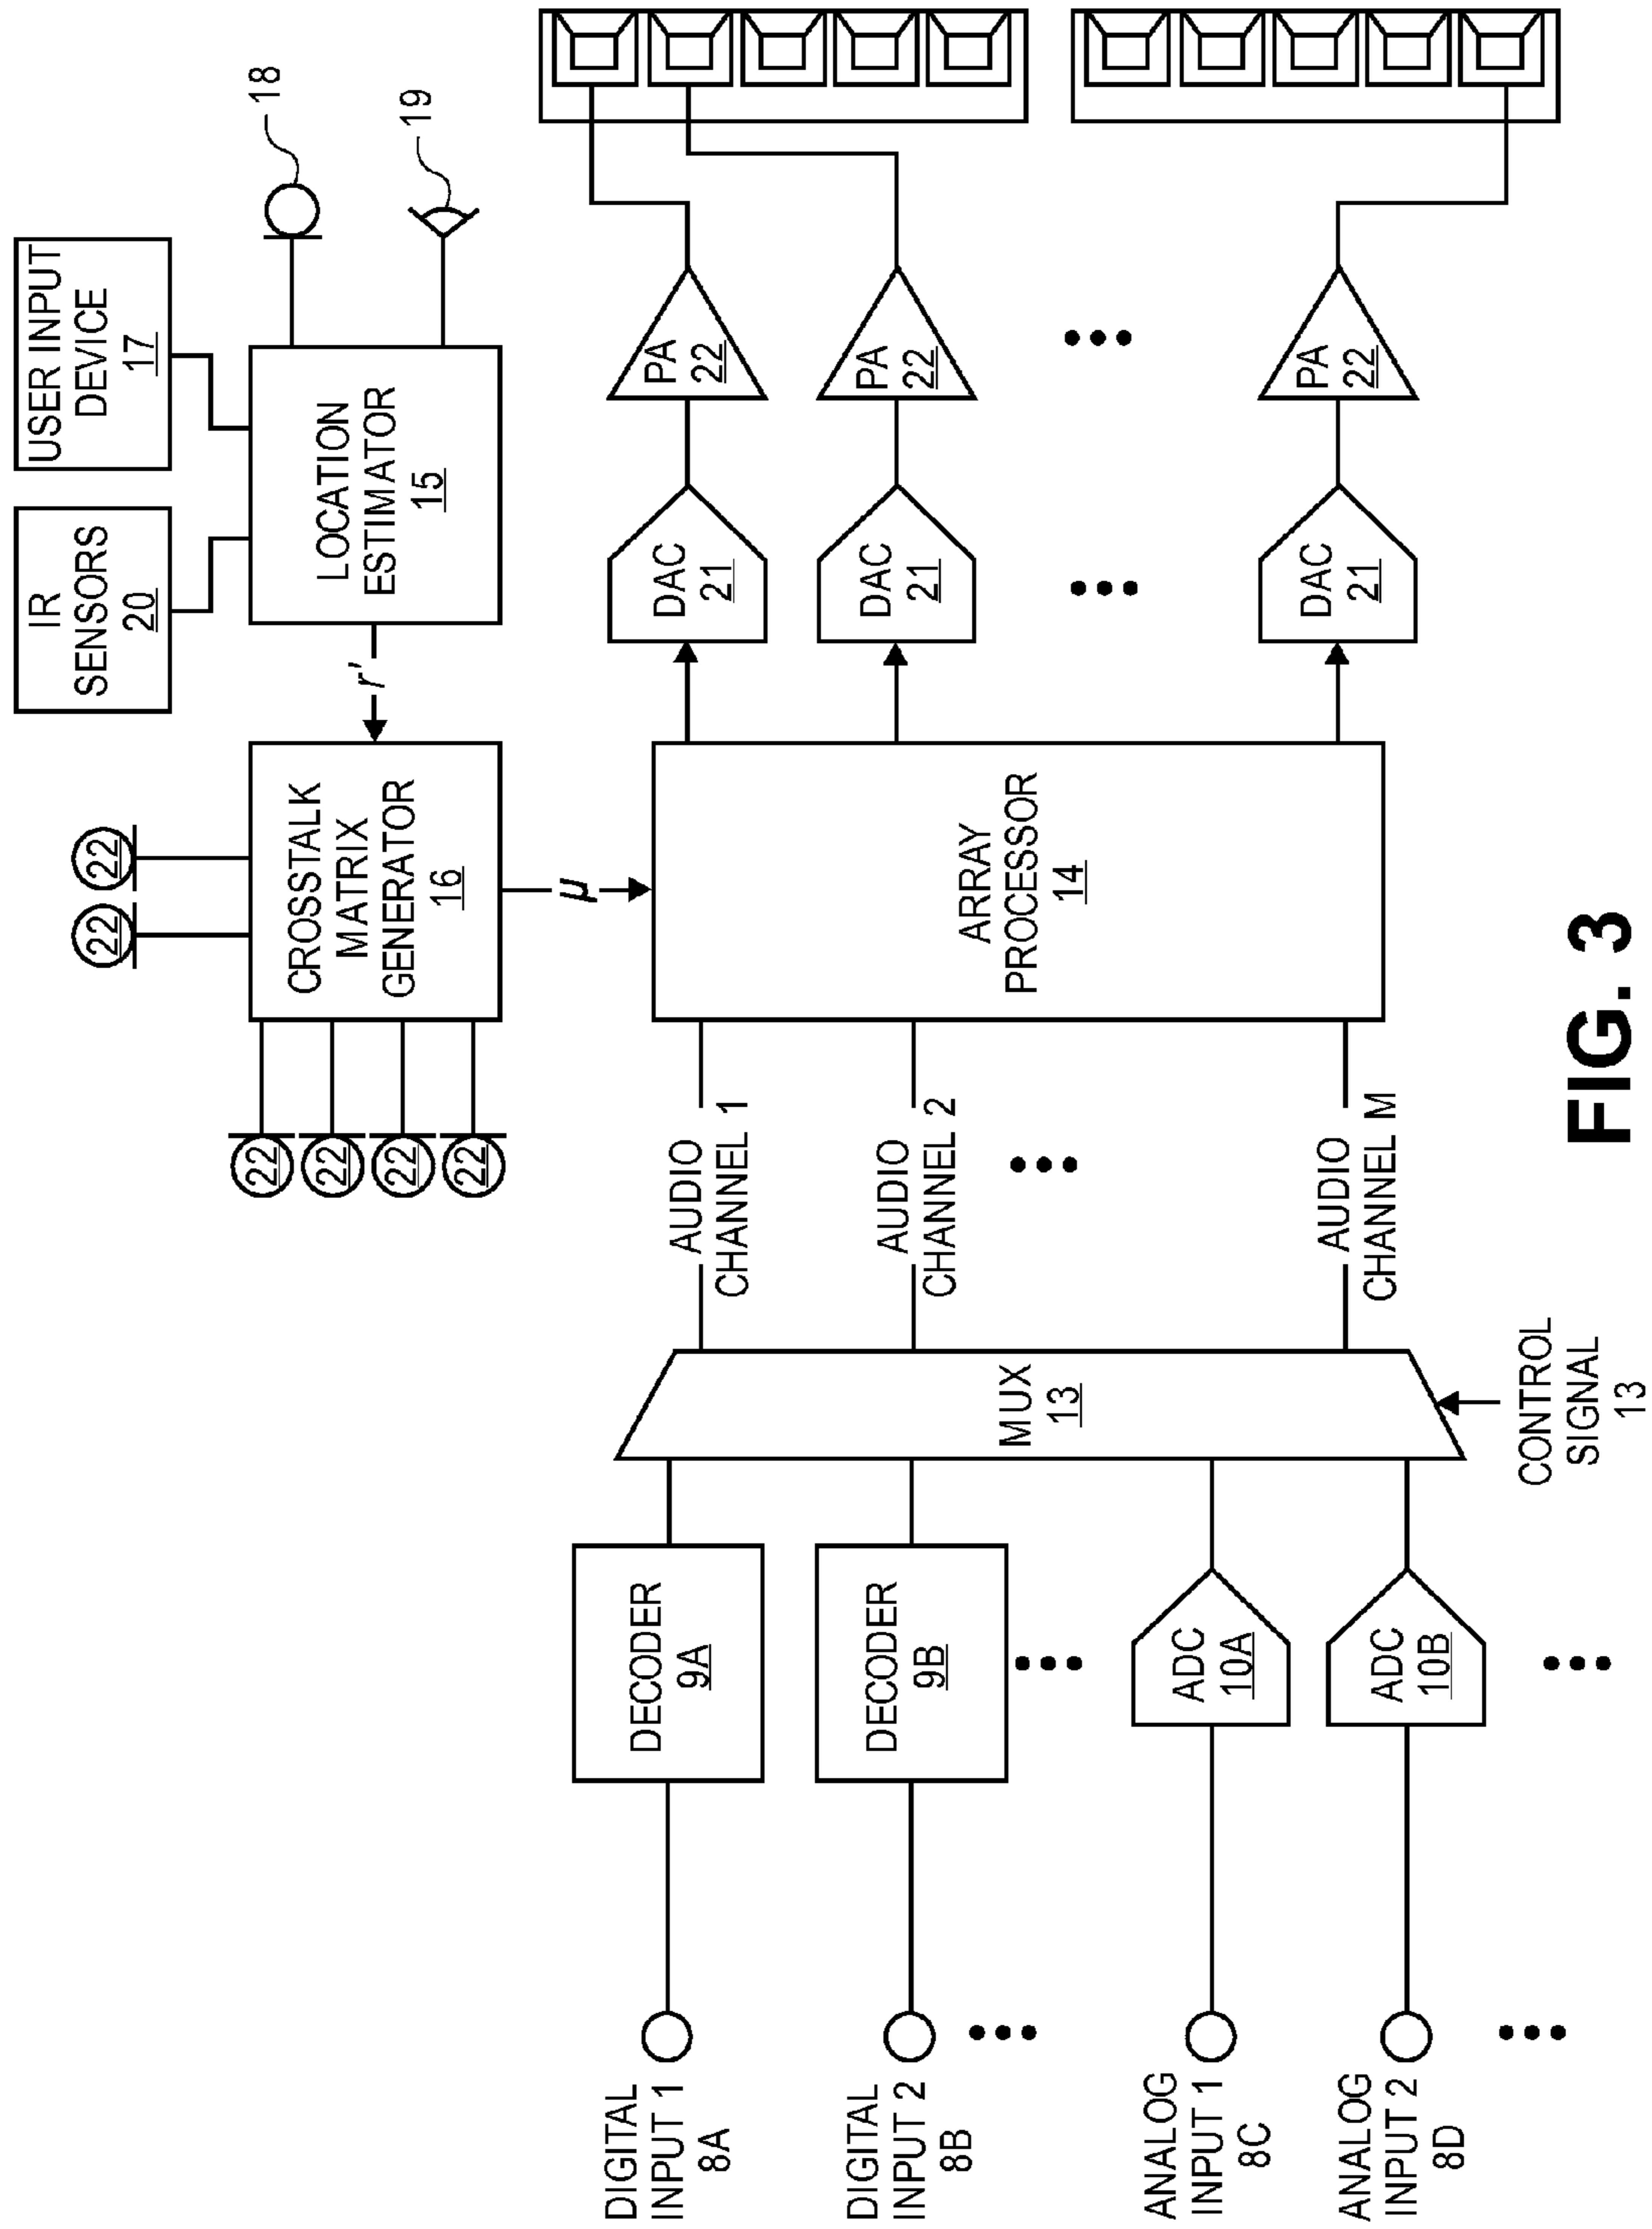 USER INPUT
DEVICE
17
IR
SENSORS
20
18
19
LOCATION
ESTIMATOR
15
r'
CROSSTALK
MATRIX
GENERATOR
16
22
22
22
22
22
22
μ
DIGITAL
INPUT 1
8A
DECODER
9A
DIGITAL
INPUT 2
8B
DECODER
9B
ANALOG
INPUT 1
8C
ADC
10A
ANALOG
INPUT 2
8D
ADC
10B
MUX
13
CONTROL
SIGNAL
13
AUDIO
CHANNEL 1
AUDIO
CHANNEL 2
AUDIO
CHANNEL M
ARRAY
PROCESSOR
14
DAC
21
PA
22
DAC
21
PA
22
DAC
21
PA
22
FIG. 3